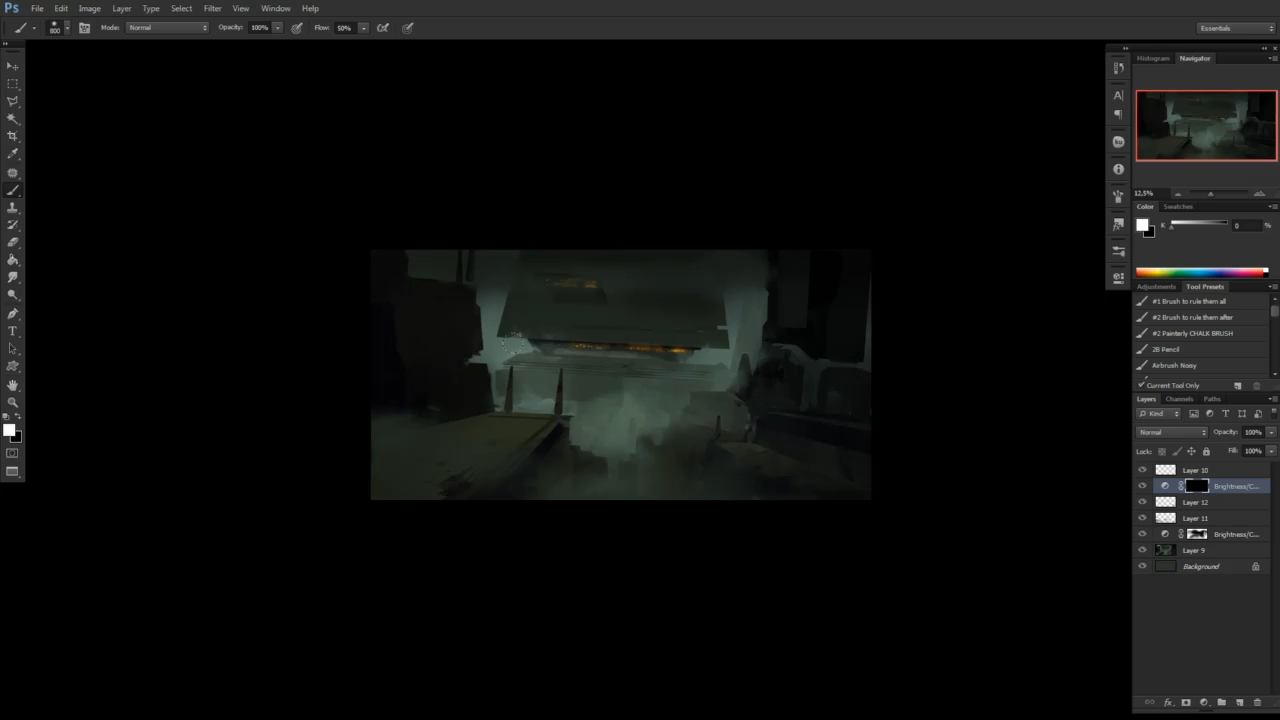 Ps File Edit Image Layer Type Select Filter View Window Help
800 Mode: Normal Opacity: 100% Flow: 50% Essentials
Histogram Navigator
12,5%
Color Swatches
K 0 %
Adjustments Tool Presets
#1 Brush to rule them all
#2 Brush to rule them after
#2 Painterly CHALK BRUSH
2B Pencil
Airbrush Noisy
Current Tool Only
Layers Channels Paths
Kind
Normal Opacity: 100%
Lock: Fill: 100%
Layer 10
Brightness/C...
Layer 12
Layer 11
Brightness/C...
Layer 9
Background